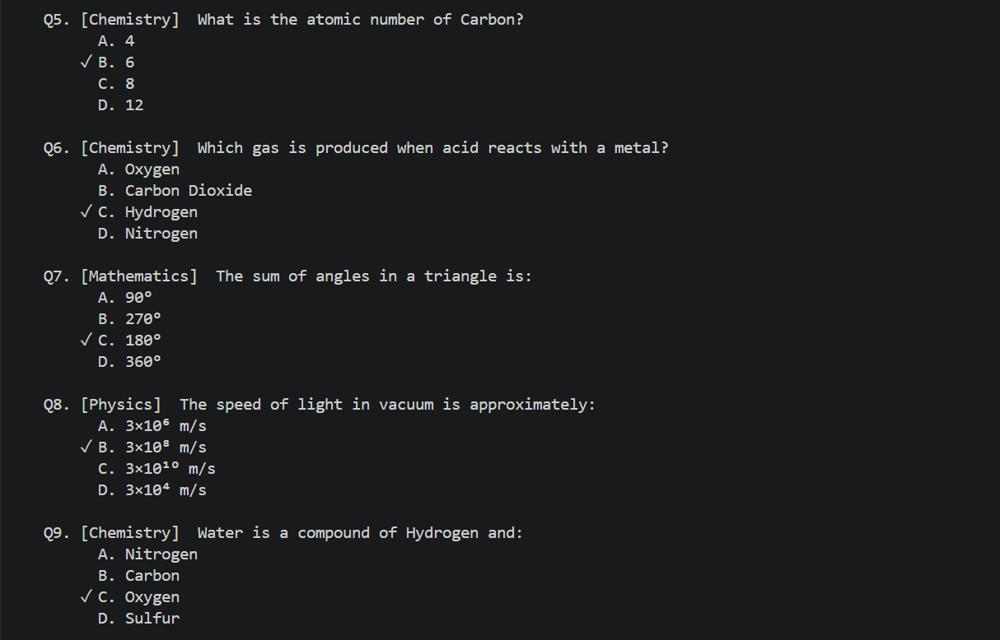 Q5. [Chemistry]  What is the atomic number of Carbon?
A. 4
✓ B. 6
C. 8
D. 12
Q6. [Chemistry]  Which gas is produced when acid reacts with a metal?
A. Oxygen
B. Carbon Dioxide
✓ C. Hydrogen
D. Nitrogen
Q7. [Mathematics]  The sum of angles in a triangle is:
A. 90°
B. 270°
✓ C. 180°
D. 360°
Q8. [Physics]  The speed of light in vacuum is approximately:
A. 3×10⁶ m/s
✓ B. 3×10⁸ m/s
C. 3×10¹⁰ m/s
D. 3×10⁴ m/s
Q9. [Chemistry]  Water is a compound of Hydrogen and:
A. Nitrogen
B. Carbon
✓ C. Oxygen
D. Sulfur